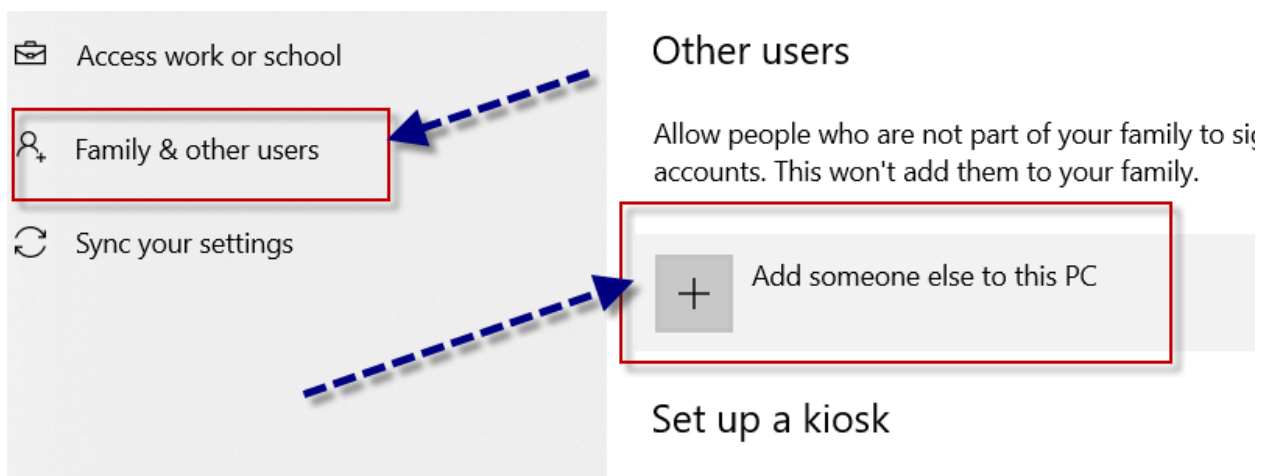 Access work or school
Family & other users
Sync your settings
Other users
Allow people who are not part of your family to
accounts. This won't add them to your family.
Add someone else to this PC
Set up a kiosk